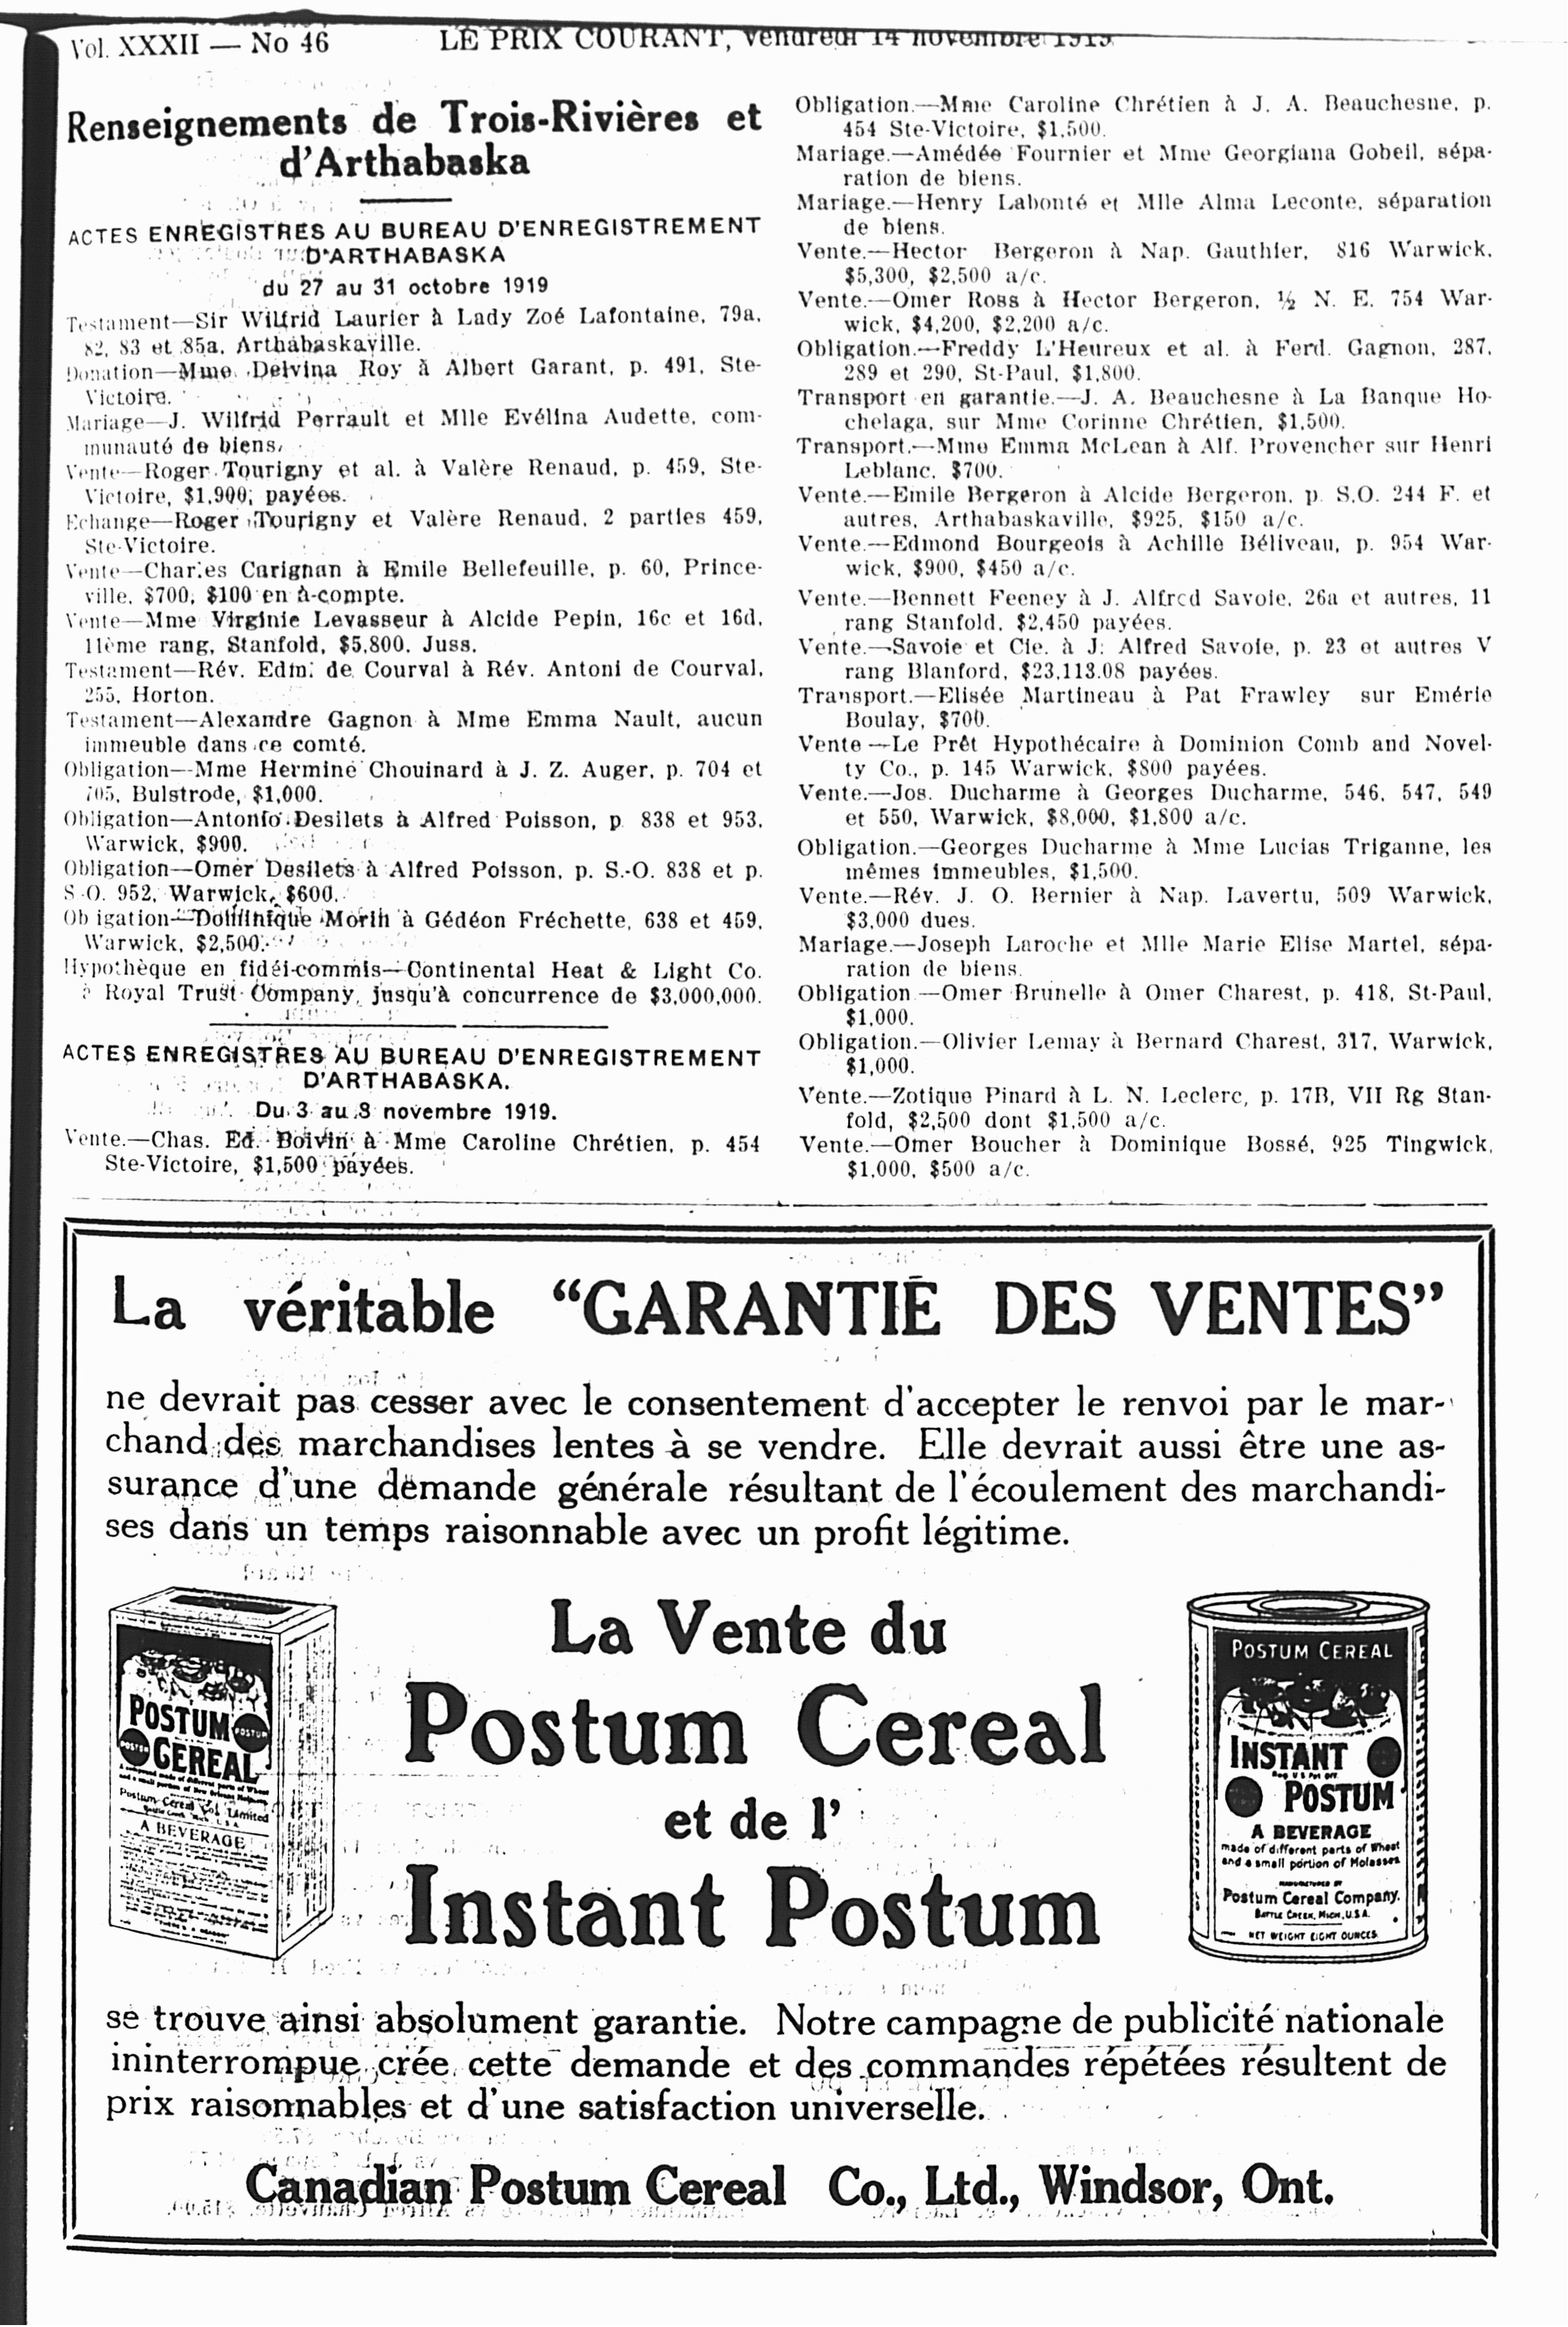 Vol. XXXII — No 46
LE PRIX COURANT, vendredi 14 novembre 1919
Renseignements de Trois-Rivières et
d'Arthabaska
ACTES ENREGISTRES AU BUREAU D'ENREGISTREMENT
D'ARTHABASKA
du 27 au 31 octobre 1919
Testament—Sir Wilfrid Laurier à Lady Zoé Lafontaine, 79a,
82, 83 et 85a, Arthabaskaville.
Donation—Mme Delvina Roy à Albert Garant, p. 491, Ste-
Victoire.
Mariage—J. Wilfrid Perrault et Mlle Evélina Audette, com-
munauté de biens.
Vente—Roger Tourigny et al. à Valère Renaud, p. 459, Ste-
Victoire, $1,900, payées.
Echange—Roger Tourigny et Valère Renaud, 2 parties 459,
Ste-Victoire.
Vente—Charles Carignan à Emile Bellefeuille, p. 60, Prince-
ville, $700, $100 en à-compte.
Vente—Mme Virginie Levasseur à Alcide Pepin, 16c et 16d,
11ème rang, Stanfold, $5,800. Juss.
Testament—Rév. Edm. de Courval à Rév. Antoni de Courval,
255, Horton.
Testament—Alexandre Gagnon à Mme Emma Nault, aucun
immeuble dans ce comté.
Obligation—Mme Hermine Chouinard à J. Z. Auger, p. 704 et
705, Bulstrode, $1,000.
Obligation—Antonio Desilets à Alfred Poisson, p. 838 et 953,
Warwick, $900.
Obligation—Omer Desilets à Alfred Poisson, p. S.-O. 838 et p.
S.-O. 952, Warwick, $600.
Obligation—Dominique Morin à Gédéon Fréchette, 638 et 459,
Warwick, $2,500.
Hypothèque en fidéi-commis—Continental Heat & Light Co.
à Royal Trust Company, jusqu'à concurrence de $3,000,000.
ACTES ENREGISTRES AU BUREAU D'ENREGISTREMENT
D'ARTHABASKA.
Du 3 au 8 novembre 1919.
Vente.—Chas. Ed. Boivin à Mme Caroline Chrétien, p. 454
Ste-Victoire, $1,500 payées.
Obligation.—Mme Caroline Chrétien à J. A. Beauchesne, p.
454 Ste-Victoire, $1,500.
Mariage.—Amédée Fournier et Mme Georgiana Gobeil, sépa-
ration de biens.
Mariage.—Henry Labonté et Mlle Alma Leconte, séparation
de biens.
Vente.—Hector Bergeron à Nap. Gauthier, 816 Warwick,
$5,300, $2,500 a/c.
Vente.—Omer Ross à Hector Bergeron, ½ N. E. 754 War-
wick, $4,200, $2,200 a/c.
Obligation.—Freddy L'Heureux et al. à Ferd. Gagnon, 287,
289 et 290, St-Paul, $1,800.
Transport en garantie.—J. A. Beauchesne à La Banque Ho-
chelaga, sur Mme Corinne Chrétien, $1,500.
Transport.—Mme Emma McLean à Alf. Provencher sur Henri
Leblanc, $700.
Vente.—Emile Bergeron à Alcide Bergeron, p. S.O. 244 F. et
autres, Arthabaskaville, $925, $150 a/c.
Vente.—Edmond Bourgeois à Achille Béliveau, p. 954 War-
wick, $900, $450 a/c.
Vente.—Bennett Feeney à J. Alfred Savoie, 26a et autres, 11
rang Stanfold, $2,450 payées.
Vente.—Savoie et Cie. à J. Alfred Savoie, p. 23 et autres V
rang Blanford, $23,113.08 payées.
Transport.—Elisée Martineau à Pat Frawley sur Emérie
Boulay, $700.
Vente—Le Prêt Hypothécaire à Dominion Comb and Novel-
ty Co., p. 145 Warwick, $800 payées.
Vente.—Jos. Ducharme à Georges Ducharme, 546, 547, 549
et 550, Warwick, $8,000, $1,800 a/c.
Obligation.—Georges Ducharme à Mme Lucias Triganne, les
mêmes immeubles, $1,500.
Vente.—Rév. J. O. Bernier à Nap. Lavertu, 509 Warwick,
$3,000 dues.
Mariage.—Joseph Laroche et Mlle Marie Elise Martel, sépa-
ration de biens.
Obligation—Omer Brunelle à Omer Charest, p. 418, St-Paul,
$1,000.
Obligation.—Olivier Lemay à Bernard Charest, 317, Warwick,
$1,000.
Vente.—Zotique Pinard à L. N. Leclerc, p. 17B, VII Rg Stan-
fold, $2,500 dont $1,500 a/c.
Vente.—Omer Boucher à Dominique Bossé, 925 Tingwick,
$1,000, $500 a/c.
La véritable “GARANTIE DES VENTES”
ne devrait pas cesser avec le consentement d'accepter le renvoi par le mar-
chand des marchandises lentes à se vendre. Elle devrait aussi être une as-
surance d'une demande générale résultant de l'écoulement des marchandi-
ses dans un temps raisonnable avec un profit légitime.
La Vente du
Postum Cereal
et de l'
Instant Postum
POSTUM
POSTUM
POSTUM
CEREAL
A compound made of different parts of Wheat
and a small portion of New Orleans Molasses
Postum Cereal Co. Limited
Battle Creek, Mich., U.S.A.
A BEVERAGE
POSTUM CEREAL
INSTANT
POSTUM
A BEVERAGE
made of different parts of Wheat
and a small portion of Molasses
MANUFACTURED BY
Postum Cereal Company.
BATTLE CREEK, MICH., U.S.A.
NET WEIGHT EIGHT OUNCES
se trouve ainsi absolument garantie. Notre campagne de publicité nationale
ininterrompue crée cette demande et des commandes répétées résultent de
prix raisonnables et d'une satisfaction universelle.
Canadian Postum Cereal Co., Ltd., Windsor, Ont.